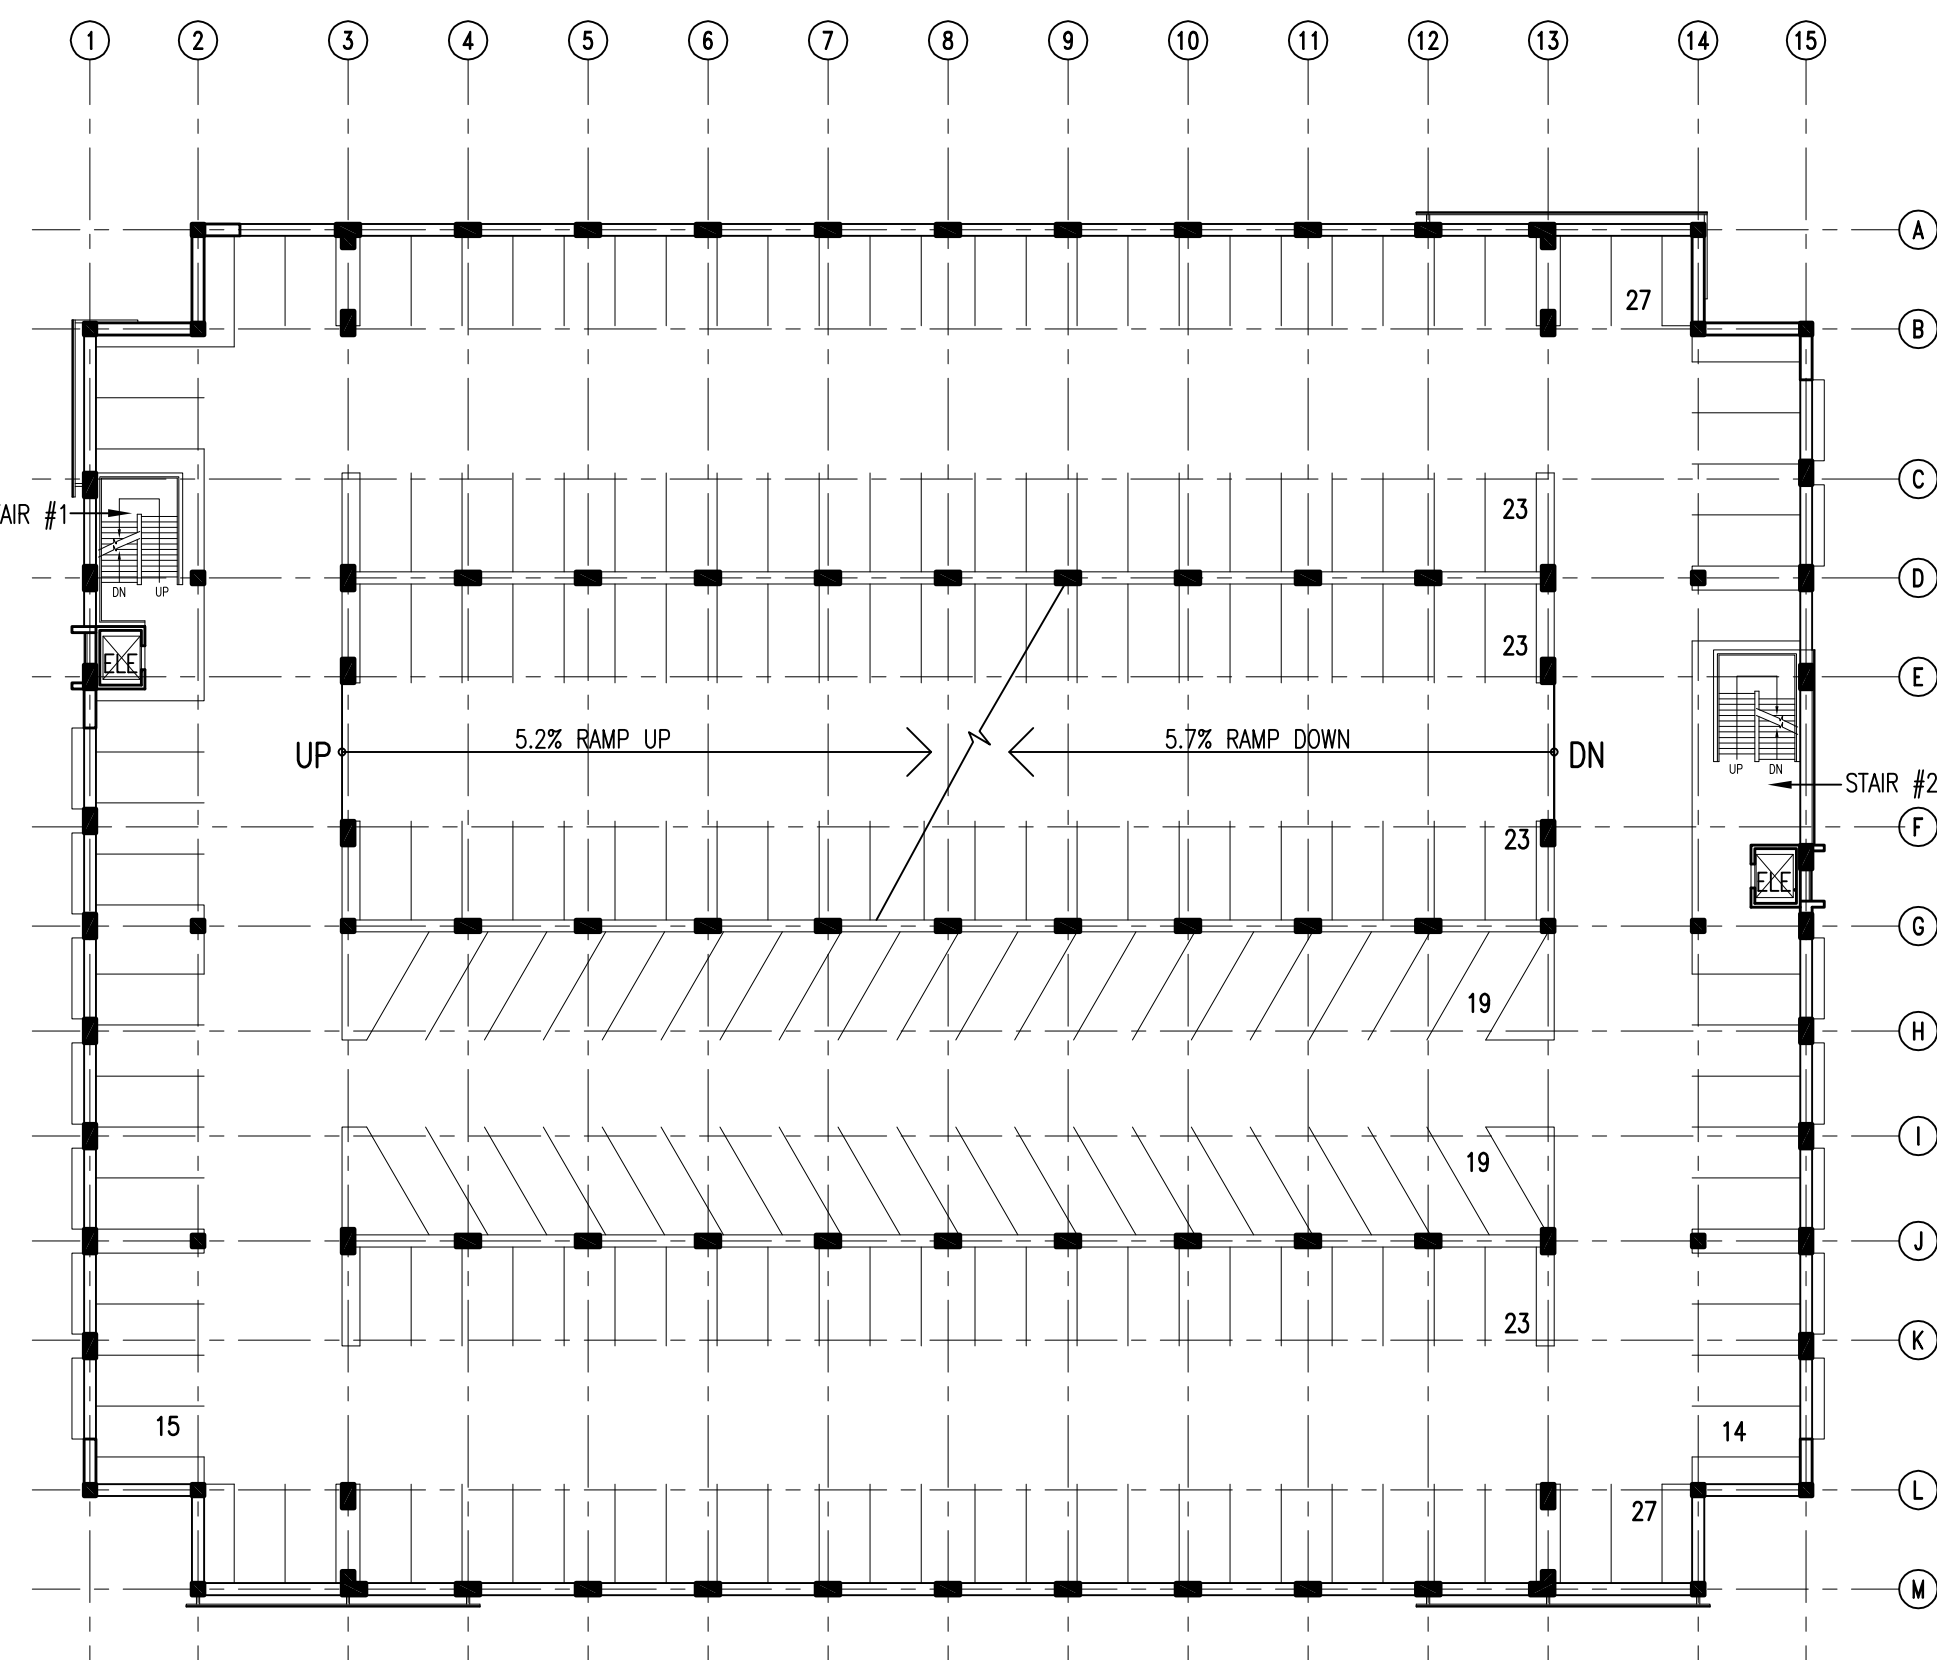 1 2 3 4 5 6 7 8 9 10 11 12 13 14 15
A
27
B
C
23
AIR #1
D
DN UP
23
ELE
E
5.2% RAMP UP
5.7% RAMP DOWN
UP
DN
UP DN
STAIR #2
F
23
ELE
G
19
H
I
19
J
23
K
15
14
L
27
M